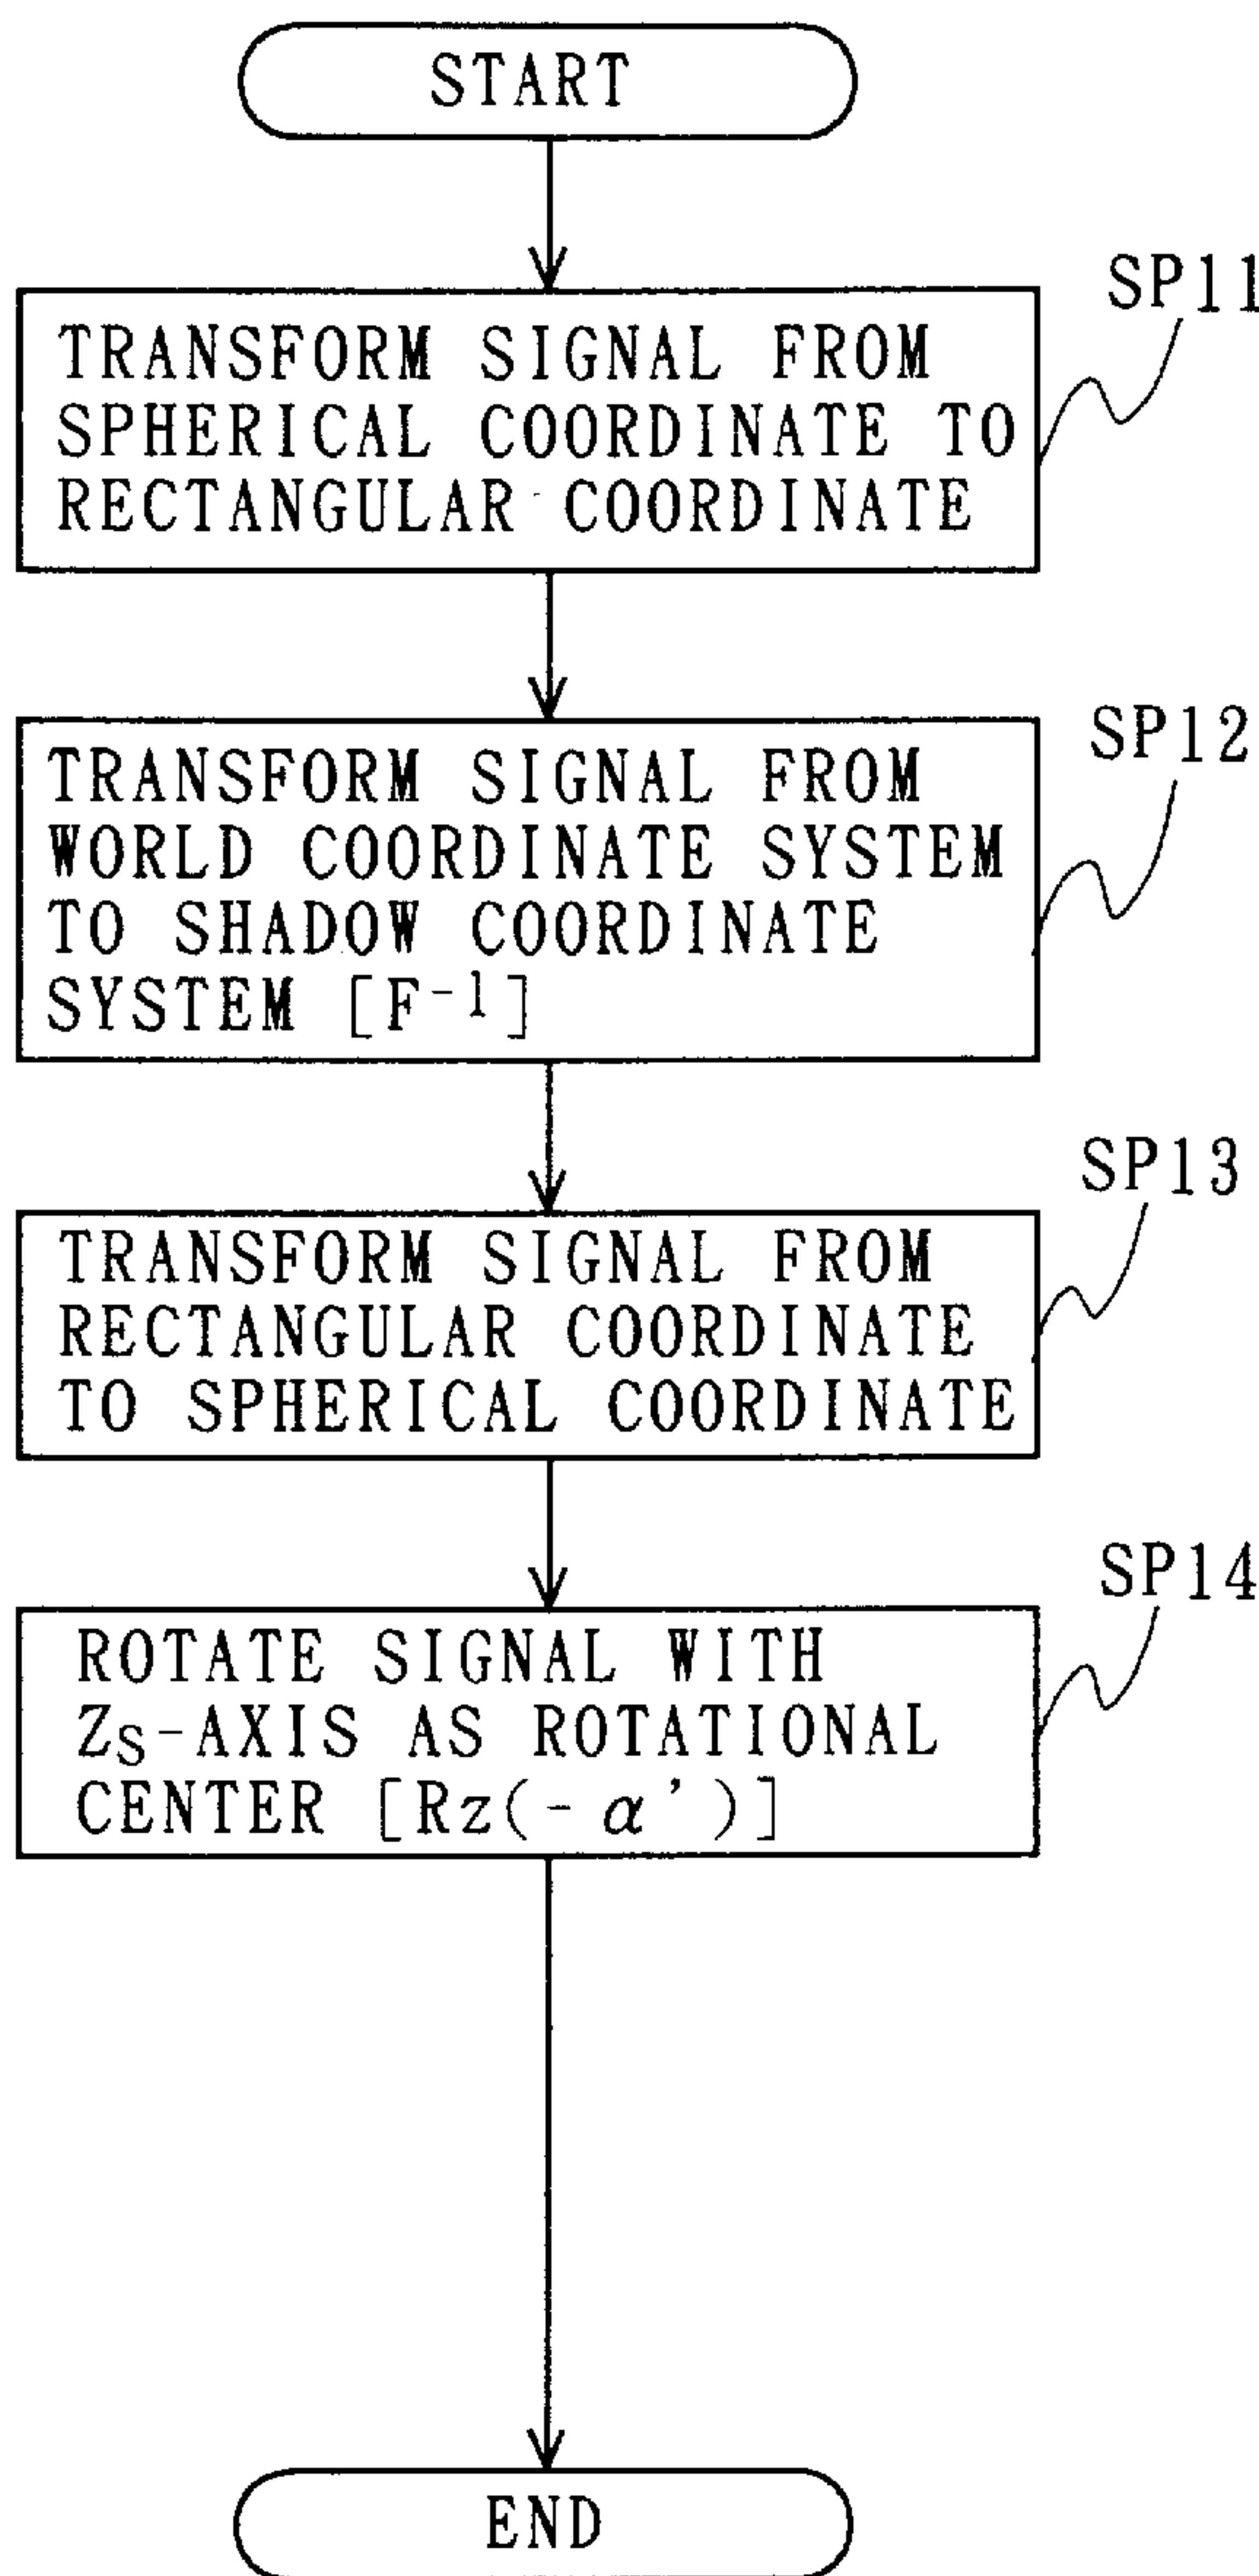 START
SP11
TRANSFORM SIGNAL FROM
SPHERICAL COORDINATE TO
RECTANGULAR COORDINATE
SP12
TRANSFORM SIGNAL FROM
WORLD COORDINATE SYSTEM
TO SHADOW COORDINATE
SYSTEM [F⁻¹]
SP13
TRANSFORM SIGNAL FROM
RECTANGULAR COORDINATE
TO SPHERICAL COORDINATE
SP14
ROTATE SIGNAL WITH
Zs-AXIS AS ROTATIONAL
CENTER [Rz(-α')]
END